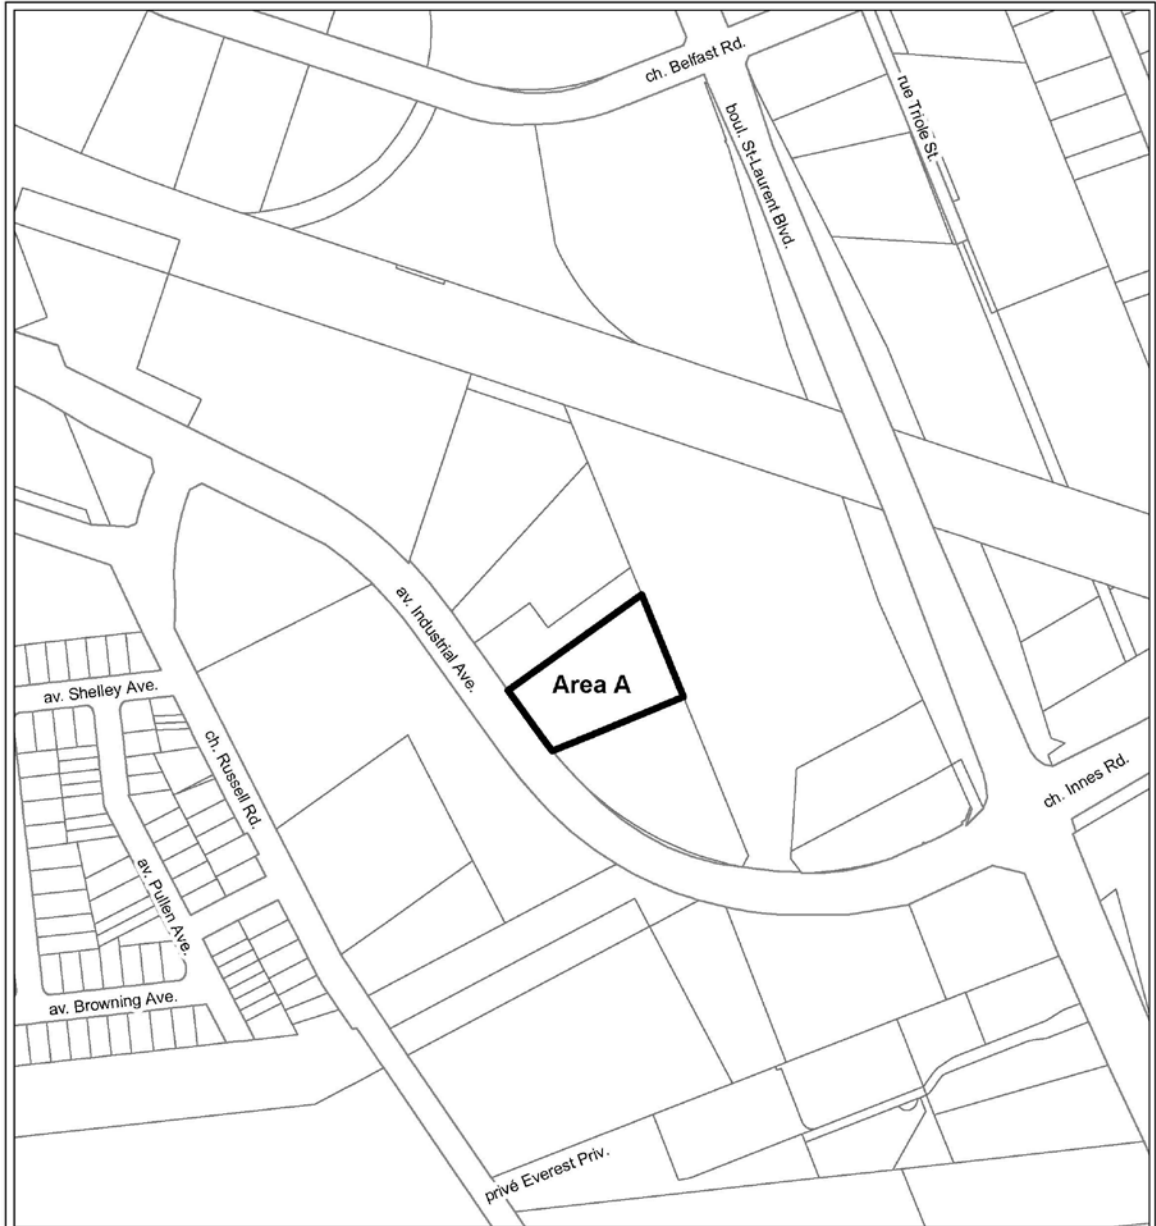 ch. Belfast Rd.
rue Triole St.
boul. St-Laurent Blvd.
av. Industrial Ave.
Area A
av. Shelley Ave.
ch. Russell Rd.
ch. Innes Rd.
av. Pullen Ave.
av. Browning Ave.
privé Everest Priv.